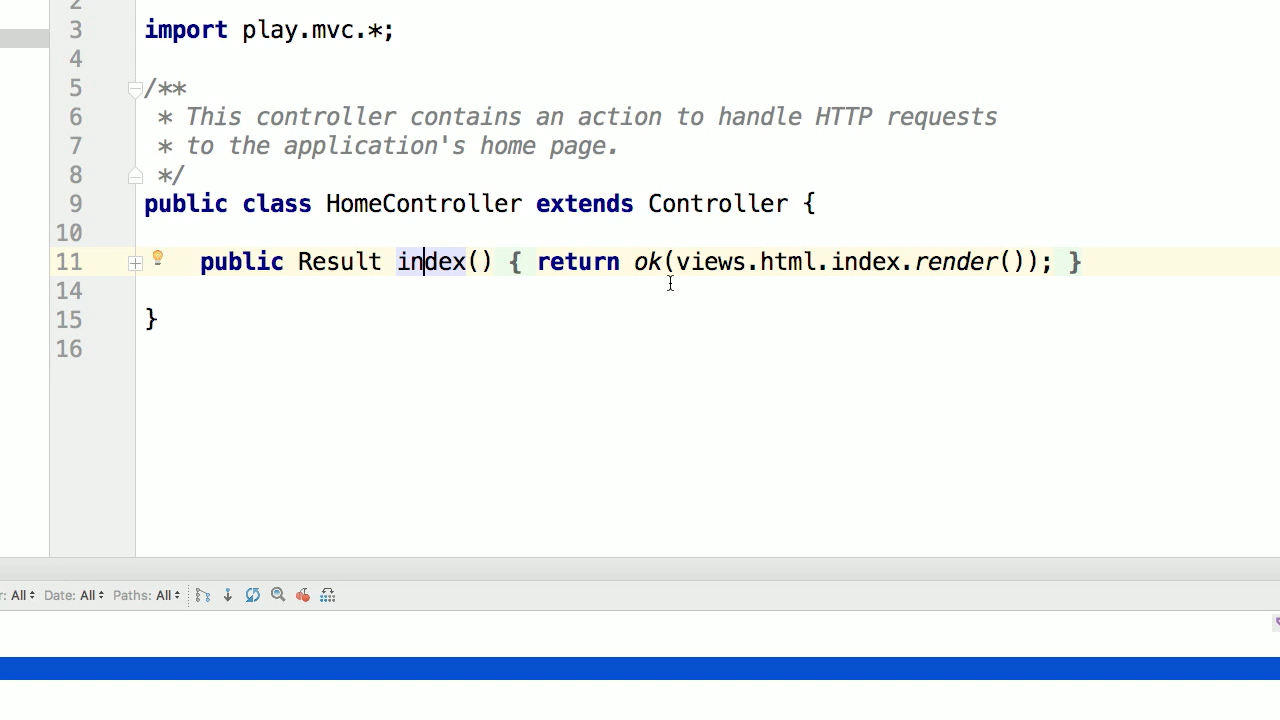 2
3 import play.mvc.*;
4
5 /**
6 * This controller contains an action to handle HTTP requests
7 * to the application's home page.
8 */
9 public class HomeController extends Controller {
10
11 public Result index() { return ok(views.html.index.render()); }
14
15 }
16
r: All Date: All Paths: All